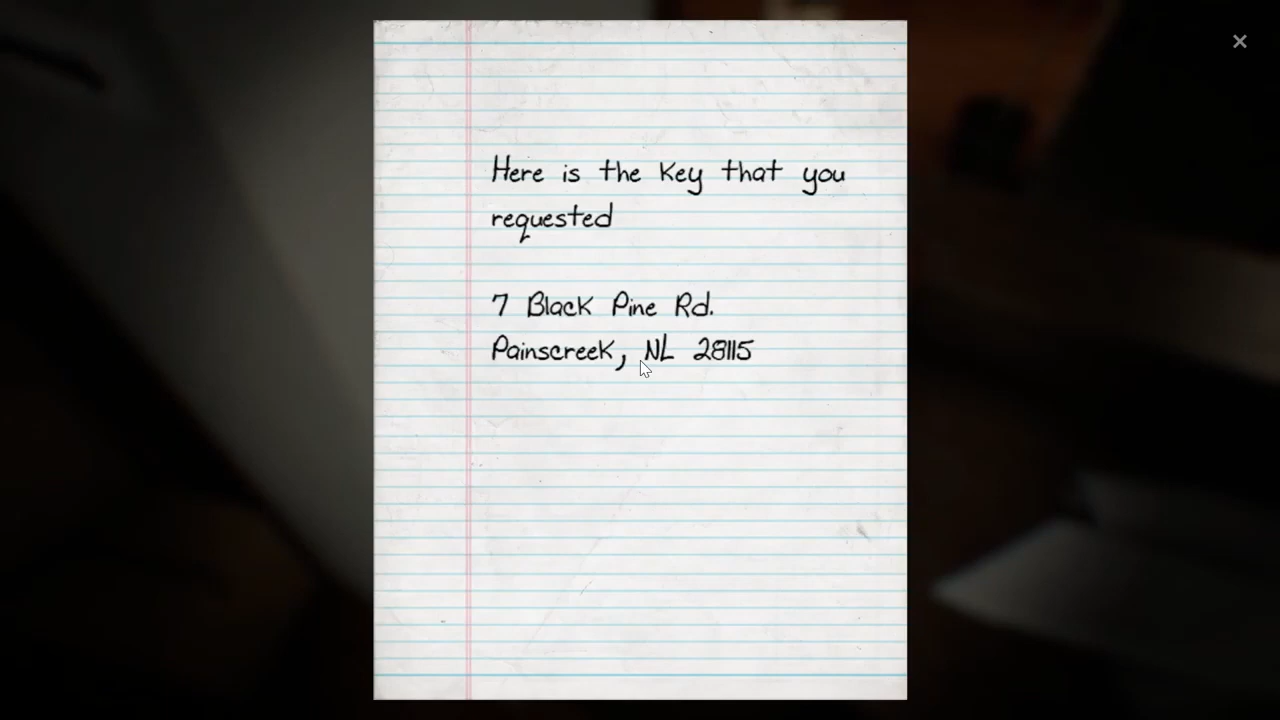 Here is the Key that you
requested
7 Black Pine Rd.
Painscreek, NL 28115